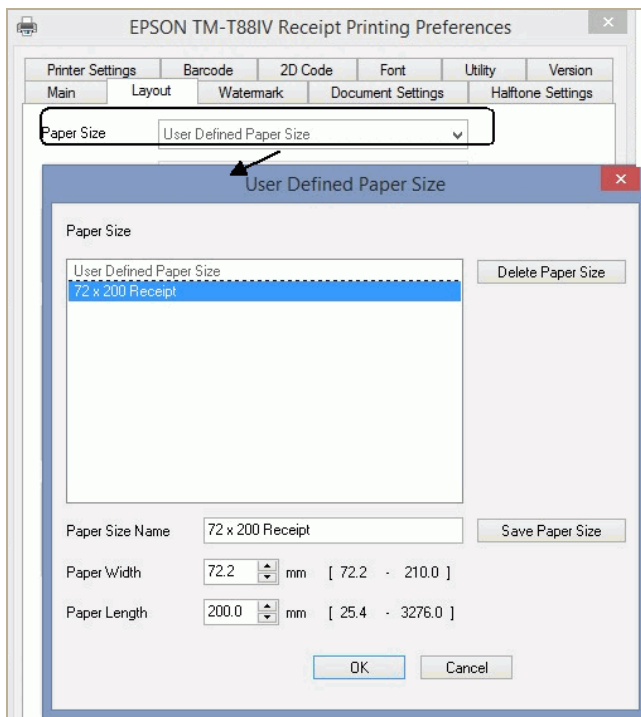 EPSON TM-T88IV Receipt Printing Preferences
Printer Settings Barcode 2D Code Font Utility Version
Main Layout Watermark Document Settings Halftone Settings
Paper Size User Defined Paper Size
User Defined Paper Size
Paper Size
User Defined Paper Size Delete Paper Size
72 x 200 Receipt
Paper Size Name 72 x 200 Receipt Save Paper Size
Paper Width 72.2 mm [ 72.2 - 210.0 ]
Paper Length 200.0 mm [ 25.4 - 3276.0 ]
OK Cancel